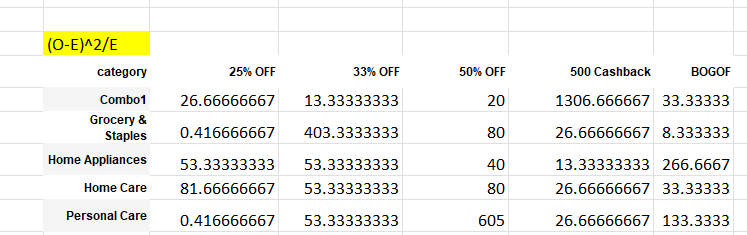 (O-E)^2/E
category 25% OFF 33% OFF 50% OFF 500 Cashback BOGOF
Combo1 26.66666667 13.33333333 20 1306.666667 33.33333
Grocery &
Staples 0.416666667 403.3333333 80 26.66666667 8.333333
Home Appliances 53.33333333 53.33333333 40 13.33333333 266.6667
Home Care 81.66666667 53.33333333 80 26.66666667 33.33333
Personal Care 0.416666667 53.33333333 605 26.66666667 133.3333